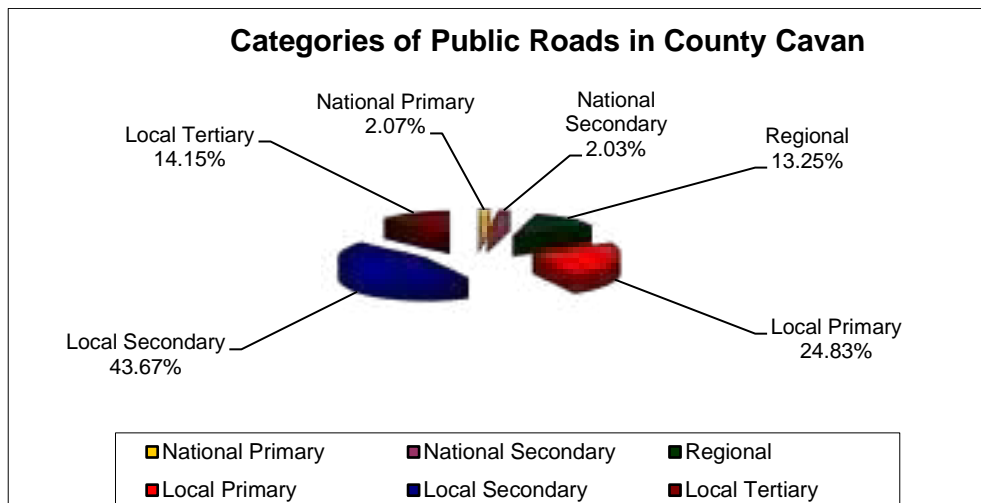 Categories of Public Roads in County Cavan
National Primary
2.07%
National
Secondary
2.03%
Local Tertiary
14.15%
Regional
13.25%
Local Secondary
43.67%
Local Primary
24.83%
National Primary
National Secondary
Regional
Local Primary
Local Secondary
Local Tertiary